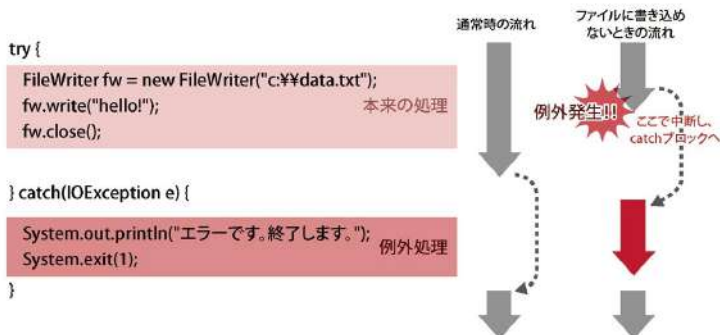 通常時の流れ
ファイルに書き込め
ないときの流れ
try {
FileWriter fw = new FileWriter("c:¥¥data.txt");
fw.write("hello!");
本来の処理
fw.close();
例外発生!!
ここで中断し、
catchブロックへ
} catch(IOException e) {
System.out.println("エラーです。終了します。");
例外処理
System.exit(1);
}